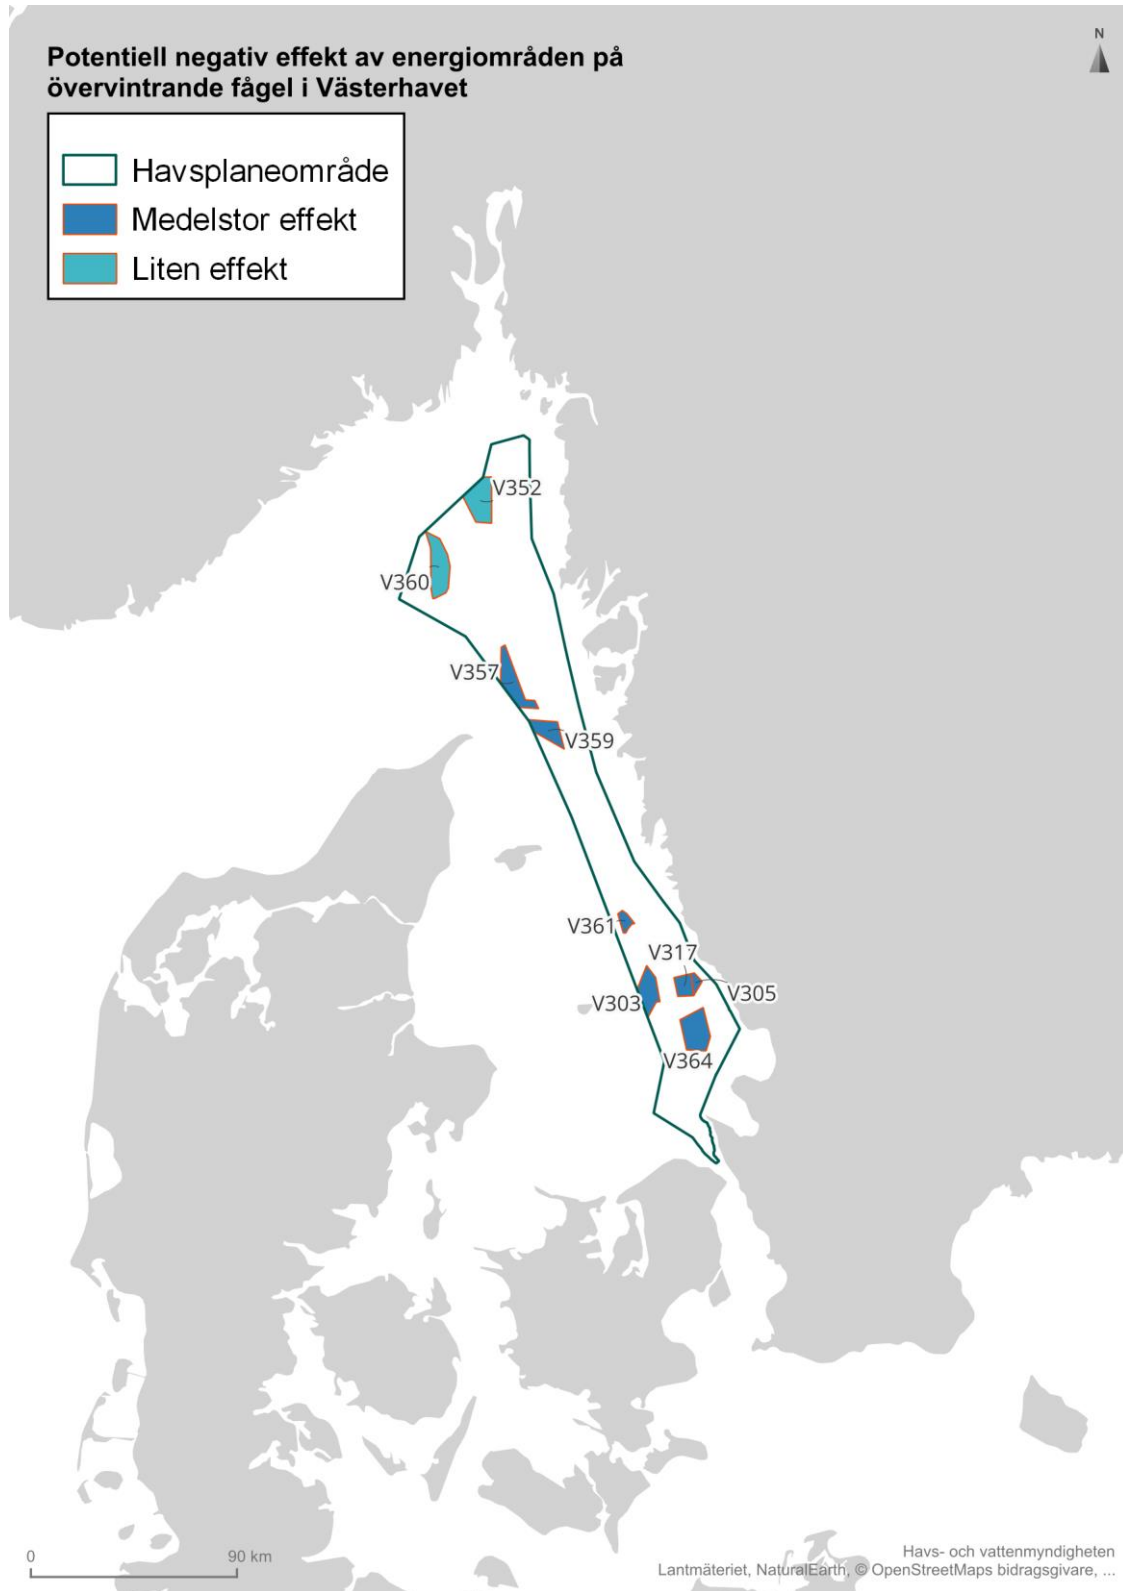 N
Potentiell negativ effekt av energiområden på
övervintrande fågel i Västerhavet
Havsplaneområde
Medelstor effekt
Liten effekt
V352
V360
V357
V359
V361
V317
V303
V305
V364
0 90 km
Havs- och vattenmyndigheten
Lantmäteriet, NaturalEarth, © OpenStreetMaps bidragsgivare, ...